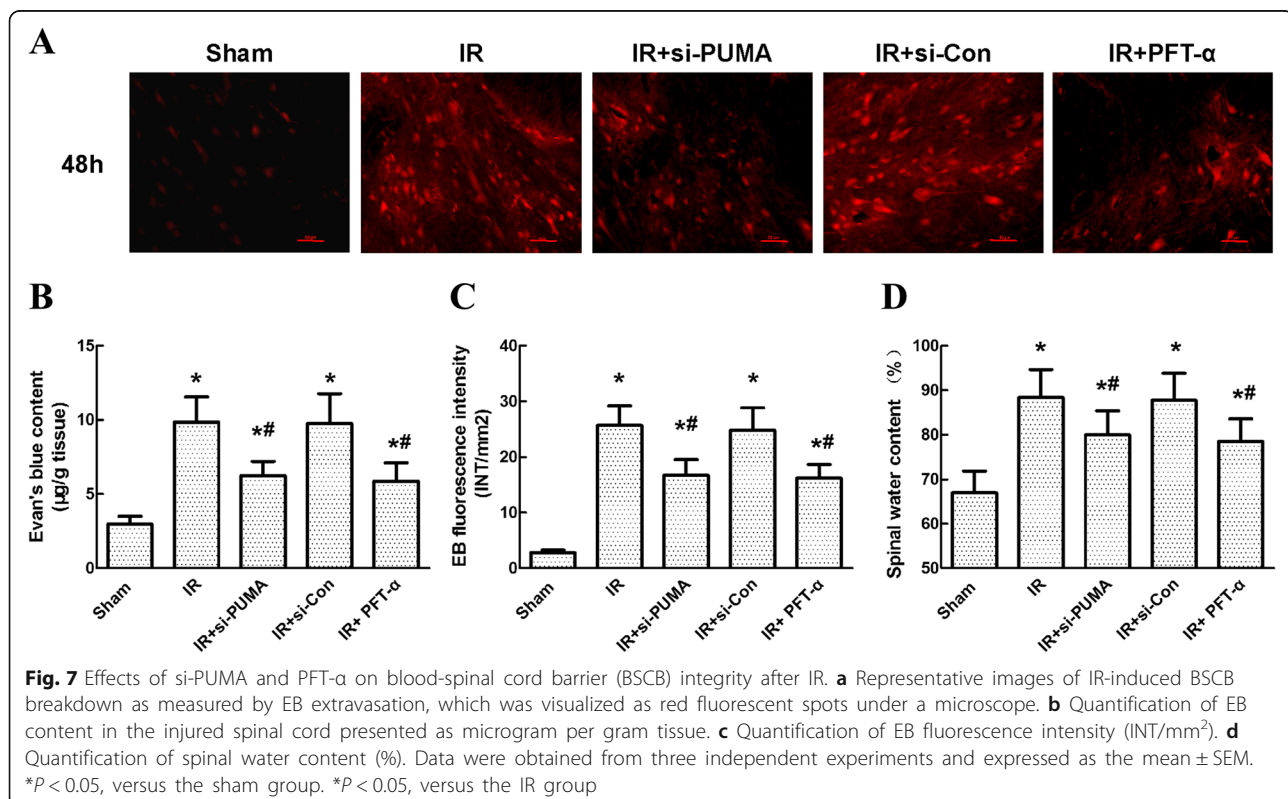 A
Sham
IR
IR+si-PUMA
IR+si-Con
IR+PFT-α
48h
B
Evan's blue content
(μg/g tissue)
15
10
5
0
Sham
IR
IR+si-PUMA
IR+si-Con
IR+ PFT-α
*
*#
*
*#
C
EB fluorescence intensity
(INT/mm2)
40
30
20
10
0
Sham
IR
IR+si-PUMA
IR+si-Con
IR+ PFT-α
*
*#
*
*#
D
Spinal water content (%)
100
90
80
70
60
50
Sham
IR
IR+si-PUMA
IR+si-Con
IR+ PFT-α
*
*#
*
*#
Fig. 7 Effects of si-PUMA and PFT-α on blood-spinal cord barrier (BSCB) integrity after IR. a Representative images of IR-induced BSCB
breakdown as measured by EB extravasation, which was visualized as red fluorescent spots under a microscope. b Quantification of EB
content in the injured spinal cord presented as microgram per gram tissue. c Quantification of EB fluorescence intensity (INT/mm²). d
Quantification of spinal water content (%). Data were obtained from three independent experiments and expressed as the mean ± SEM.
*P < 0.05, versus the sham group. *P < 0.05, versus the IR group